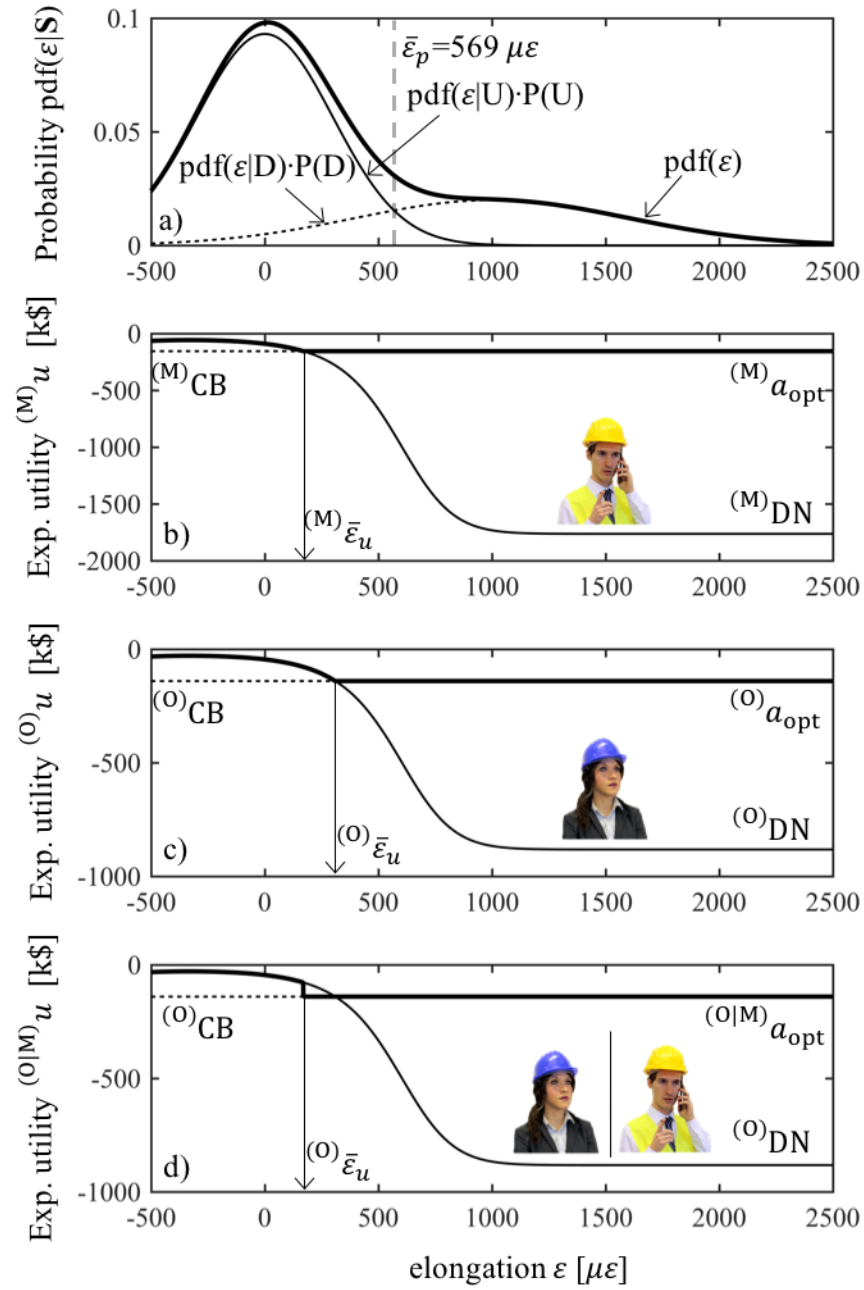 Probability pdf(ε|S)
0.1
0.05
0
ε̄ₚ=569 με
pdf(ε|U)·P(U)
pdf(ε|D)·P(D)
pdf(ε)
a)
-500 0 500 1000 1500 2000 2500
Exp. utility ⁽ᴹ⁾u [k$]
0
-500
-1000
-1500
-2000
(M)CB
(M)a_opt
(M)ε̄ᵤ
(M)DN
b)
-500 0 500 1000 1500 2000 2500
Exp. utility (O)u [k$]
0
-500
-1000
(O)CB
(O)a_opt
(O)ε̄ᵤ
(O)DN
c)
-500 0 500 1000 1500 2000 2500
Exp. utility (O|M)u [k$]
0
-500
-1000
(O)CB
(O|M)a_opt
(O)ε̄ᵤ
(O)DN
d)
-500 0 500 1000 1500 2000 2500
elongation ε [με]